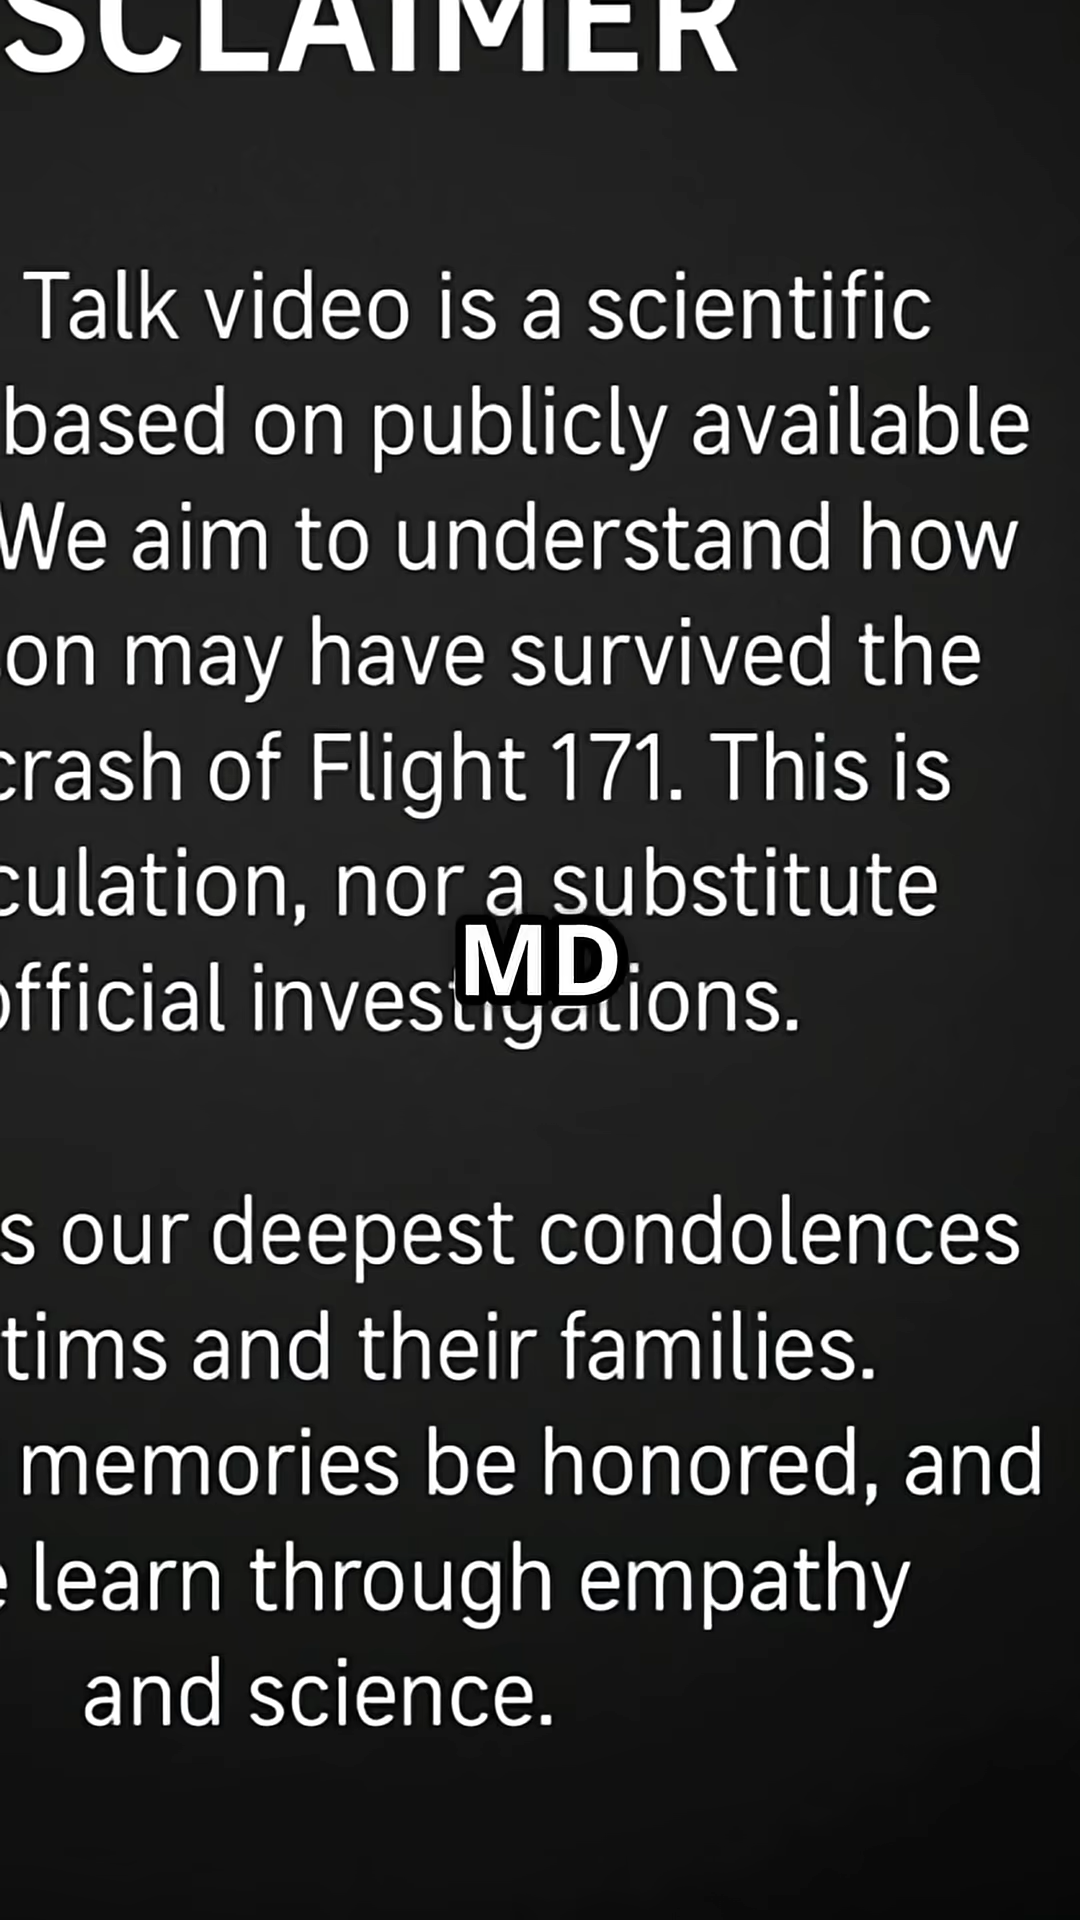 SCLAIMER
Talk video is a scientific
based on publicly available
We aim to understand how
on may have survived the
crash of Flight 171. This is
culation, nor a substitute
MD
official investigations.
s our deepest condolences
tims and their families.
memories be honored, and
learn through empathy
and science.